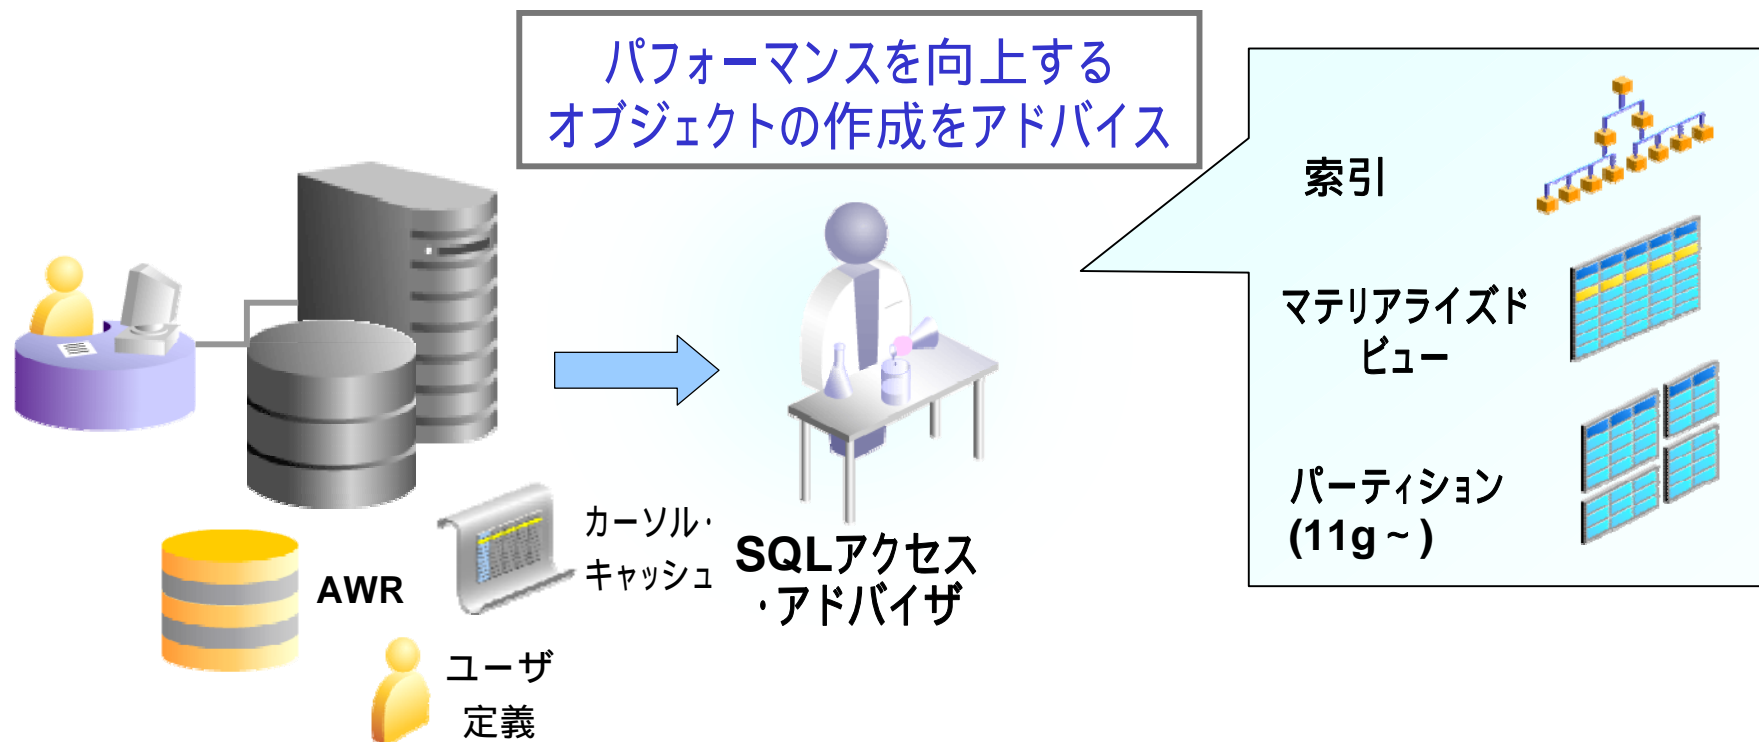 パフォーマンスを向上する
オブジェクトの作成をアドバイス
索引
マテリアライズド
ビュー
パーティション
(11g ~ )
カーソル・
キャッシュ
AWR
ユーザ
定義
SQLアクセス
・アドバイザ